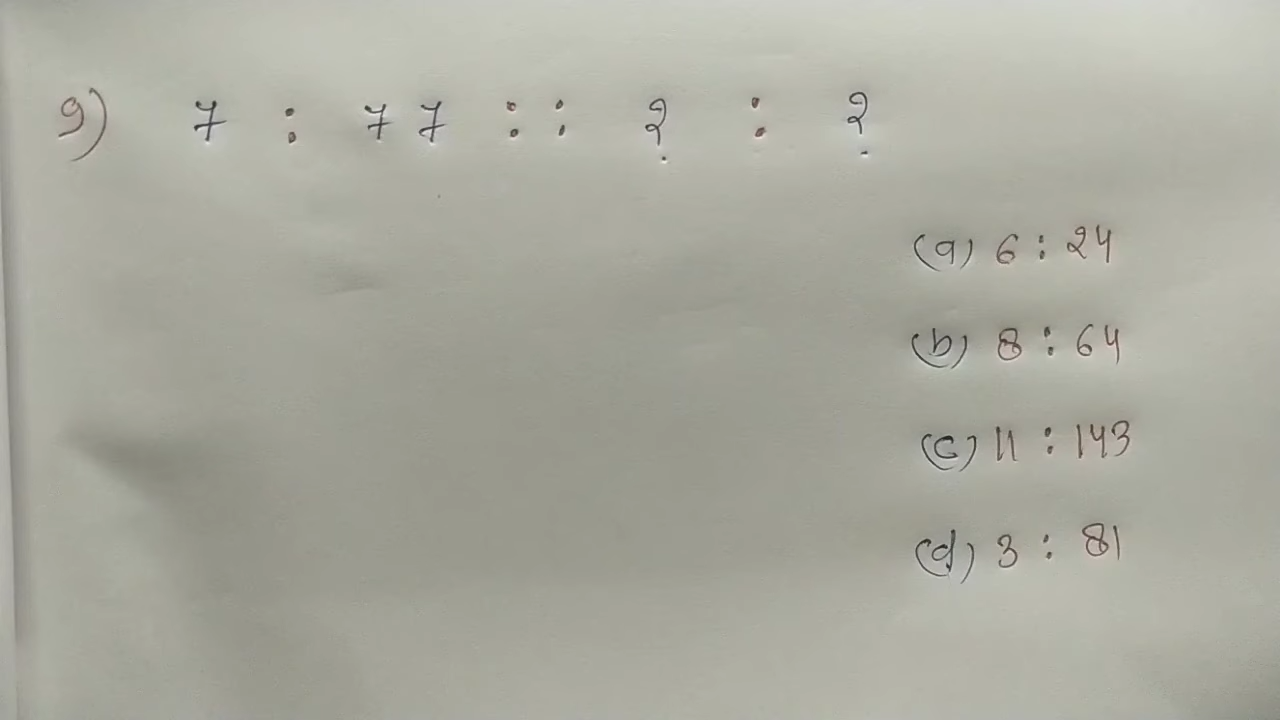 9) 7 : 77 :: ? : ?
(a) 6 : 24
(b) 8 : 64
(c) 11 : 143
(d) 3 : 81